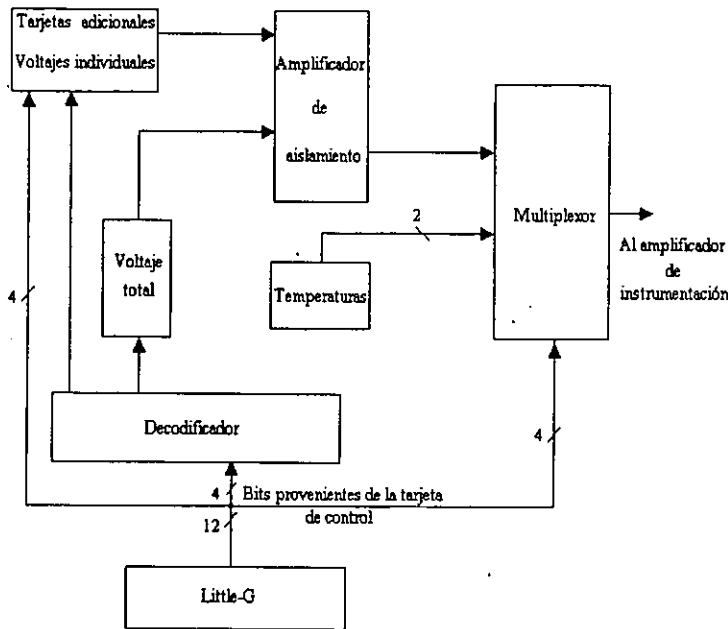 Tarjetas adicionales
Voltajes individuales
Amplificador
de
aislamiento
Multiplexor
2
Al amplificador
de
instrumentación
Voltaje
total
Temperaturas
4
Decodificador
4
4
Bits provenientes de la tarjeta
de control
12
Little-G